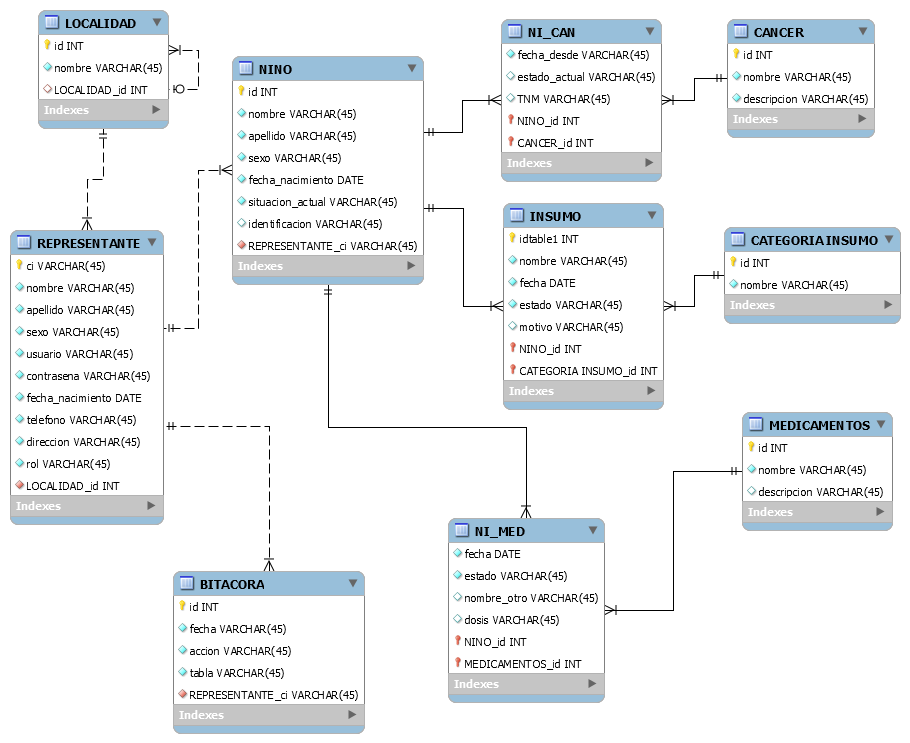 LOCALIDAD
id INT
nombre VARCHAR(45)
LOCALIDAD_id INT
Indexes
NINO
id INT
nombre VARCHAR(45)
apellido VARCHAR(45)
sexo VARCHAR(45)
fecha_nacimiento DATE
situacion_actual VARCHAR(45)
identificacion VARCHAR(45)
REPRESENTANTE_ci VARCHAR(45)
Indexes
NI_CAN
fecha_desde VARCHAR(45)
estado_actual VARCHAR(45)
TNM VARCHAR(45)
NINO_id INT
CANCER_id INT
Indexes
CANCER
id INT
nombre VARCHAR(45)
descripcion VARCHAR(45)
Indexes
REPRESENTANTE
ci VARCHAR(45)
nombre VARCHAR(45)
apellido VARCHAR(45)
sexo VARCHAR(45)
usuario VARCHAR(45)
contrasena VARCHAR(45)
fecha_nacimiento DATE
telefono VARCHAR(45)
direccion VARCHAR(45)
rol VARCHAR(45)
LOCALIDAD_id INT
Indexes
INSUMO
idtable1 INT
nombre VARCHAR(45)
fecha DATE
estado VARCHAR(45)
motivo VARCHAR(45)
NINO_id INT
CATEGORIA INSUMO_id INT
Indexes
CATEGORIA INSUMO
id INT
nombre VARCHAR(45)
Indexes
MEDICAMENTOS
id INT
nombre VARCHAR(45)
descripcion VARCHAR(45)
Indexes
NI_MED
fecha DATE
estado VARCHAR(45)
nombre_otro VARCHAR(45)
dosis VARCHAR(45)
NINO_id INT
MEDICAMENTOS_id INT
Indexes
BITACORA
id INT
fecha VARCHAR(45)
accion VARCHAR(45)
tabla VARCHAR(45)
REPRESENTANTE_ci VARCHAR(45)
Indexes